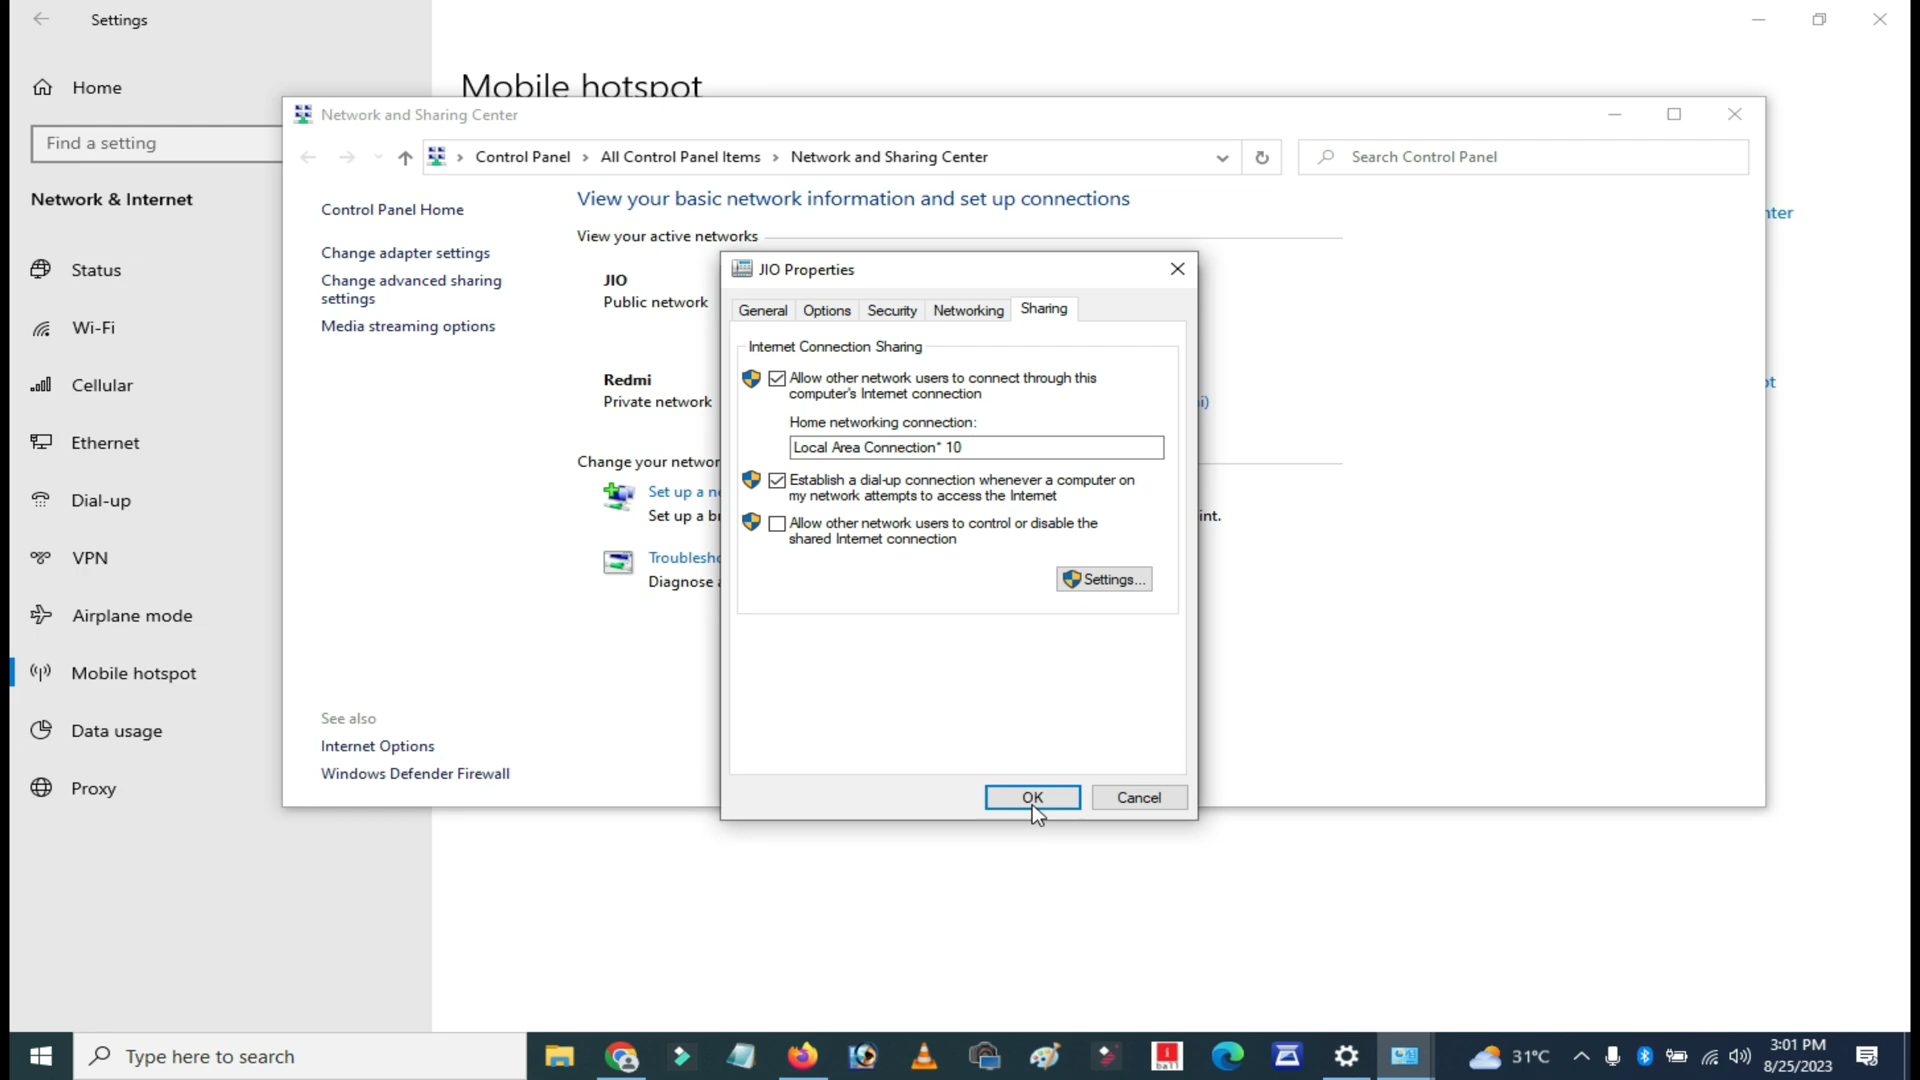 Settings
Home
Find a setting
Network & Internet
Status
Wi-Fi
Cellular
Ethernet
Dial-up
VPN
Airplane mode
Mobile hotspot
Data usage
Proxy
Mobile hotspot
Network and Sharing Center
Control Panel › All Control Panel Items › Network and Sharing Center
Search Control Panel
Control Panel Home
Change adapter settings
Change advanced sharing
settings
Media streaming options
See also
Internet Options
Windows Defender Firewall
View your basic network information and set up connections
View your active networks
JIO
Public network
Redmi
Private network
i)
Change your networ
Set up a n
Set up a b
int.
Troublesh
Diagnose
nter
ot
JIO Properties
General Options Security Networking Sharing
Internet Connection Sharing
Allow other network users to connect through this
computer's Internet connection
Home networking connection:
Local Area Connection* 10
Establish a dial-up connection whenever a computer on
my network attempts to access the Internet
Allow other network users to control or disable the
shared Internet connection
Settings...
OK Cancel
Type here to search
i
ball
31°C
3:01 PM
8/25/2023